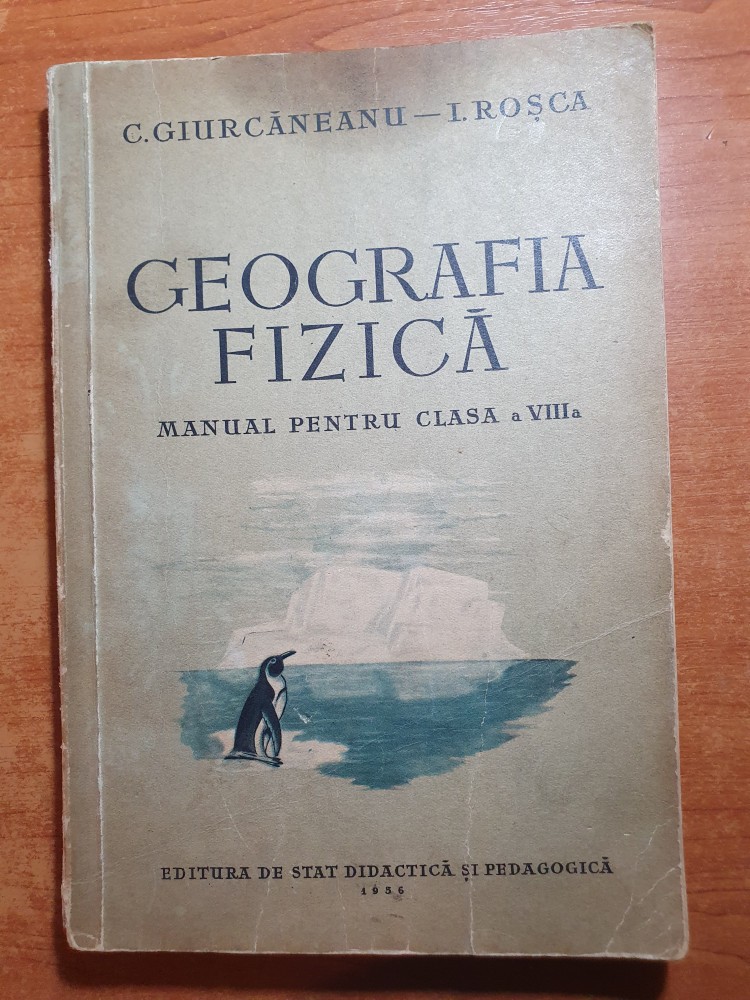 C. GIURCĂNEANU — I. ROȘCA
GEOGRAFIA
FIZICĂ
MANUAL PENTRU CLASA a VIIIa
EDITURA DE STAT DIDACTICĂ ȘI PEDAGOGICĂ
1956